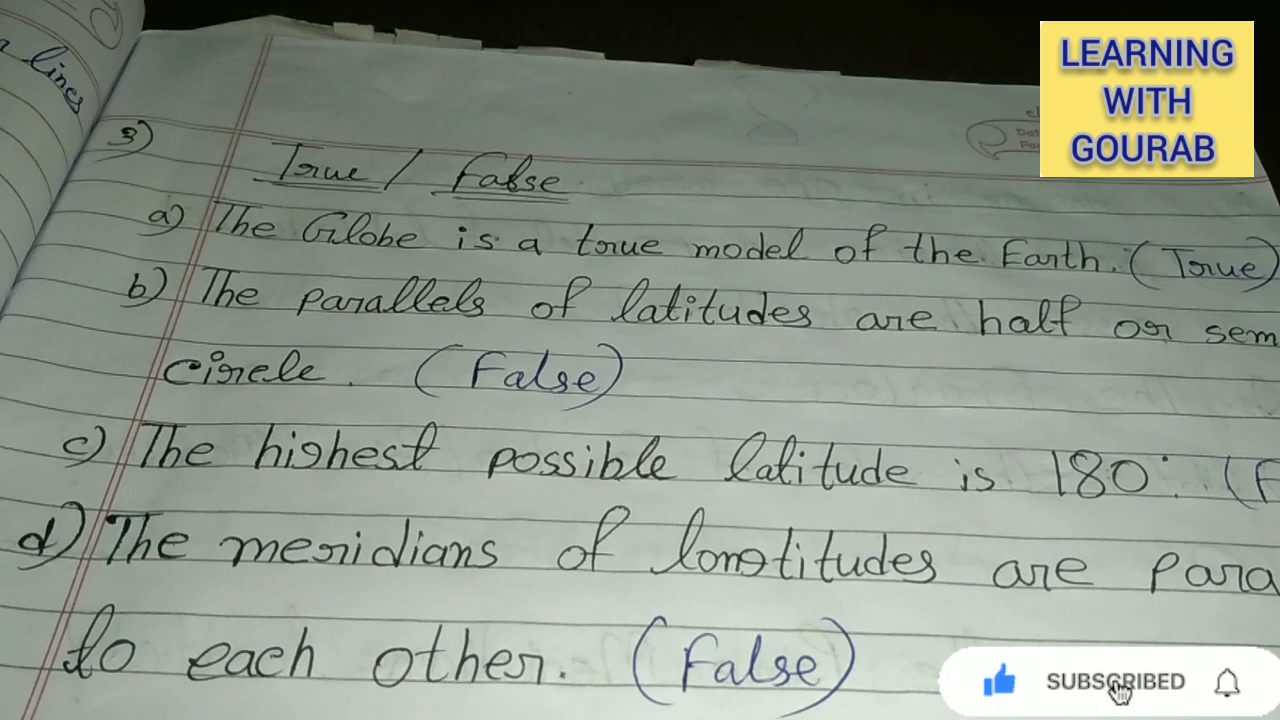 lines
LEARNING
WITH
GOURAB
3)
True / False
a) The Globe is a true model of the Earth. (True)
b) The parallels of latitudes are half or sem
circle. (False)
c) The highest possible latitude is 180°. (F
d) The meridians of longtitudes are para
to each other. (False)
SUBSCRIBED